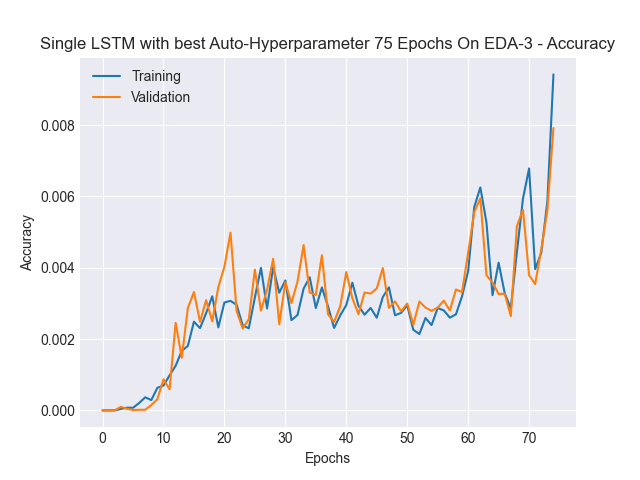 Single LSTM with best Auto-Hyperparameter 75 Epochs On EDA-3 - Accuracy
Training
Validation
0.008
0.006
0.004
0.002
0.000
Accuracy
0 10 20 30 40 50 60 70
Epochs